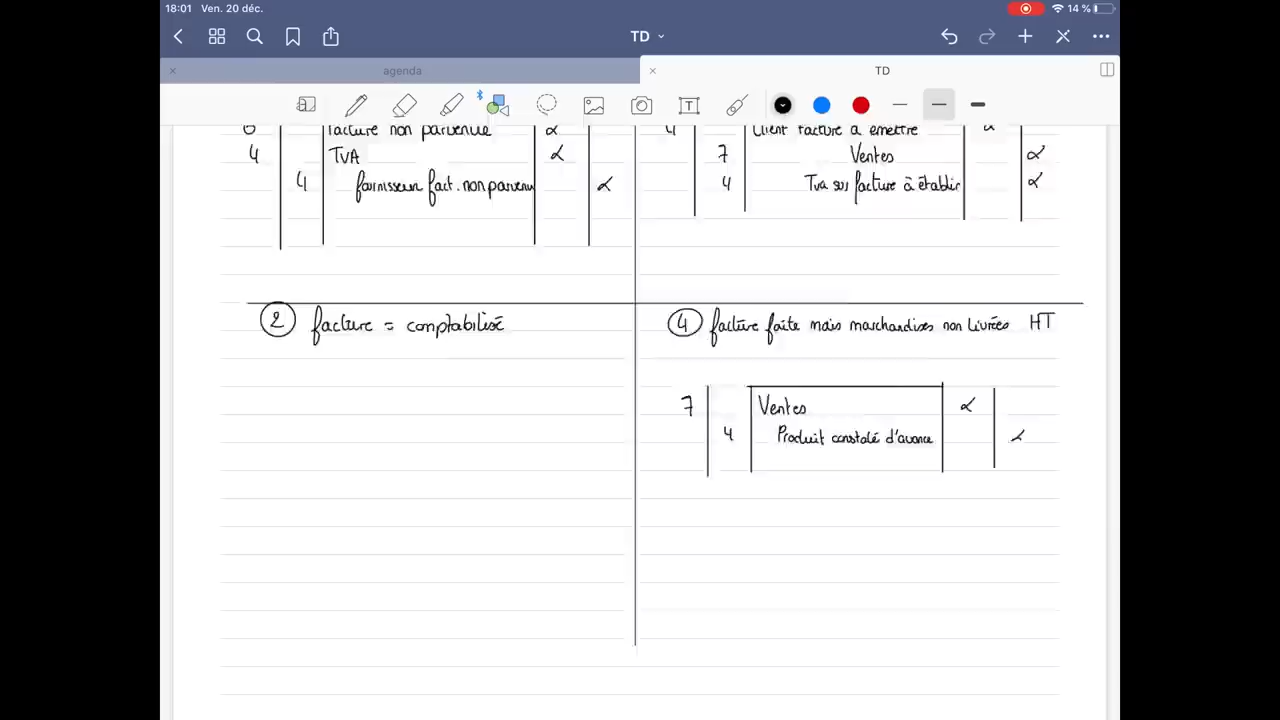 18:01 Ven. 20 déc.
14 %
TD
agenda
TD
6 facture non parvenue α
4 TVA α
4 fournisseur fact. non parvenu α
4 Client facture à émettre α
7 Ventes α
4 Tva sur facture à établir α
2 facture = comptabilisé
4 facture faite mais marchandises non livrées HT
7 Ventes α
4 Produit constaté d'avance α